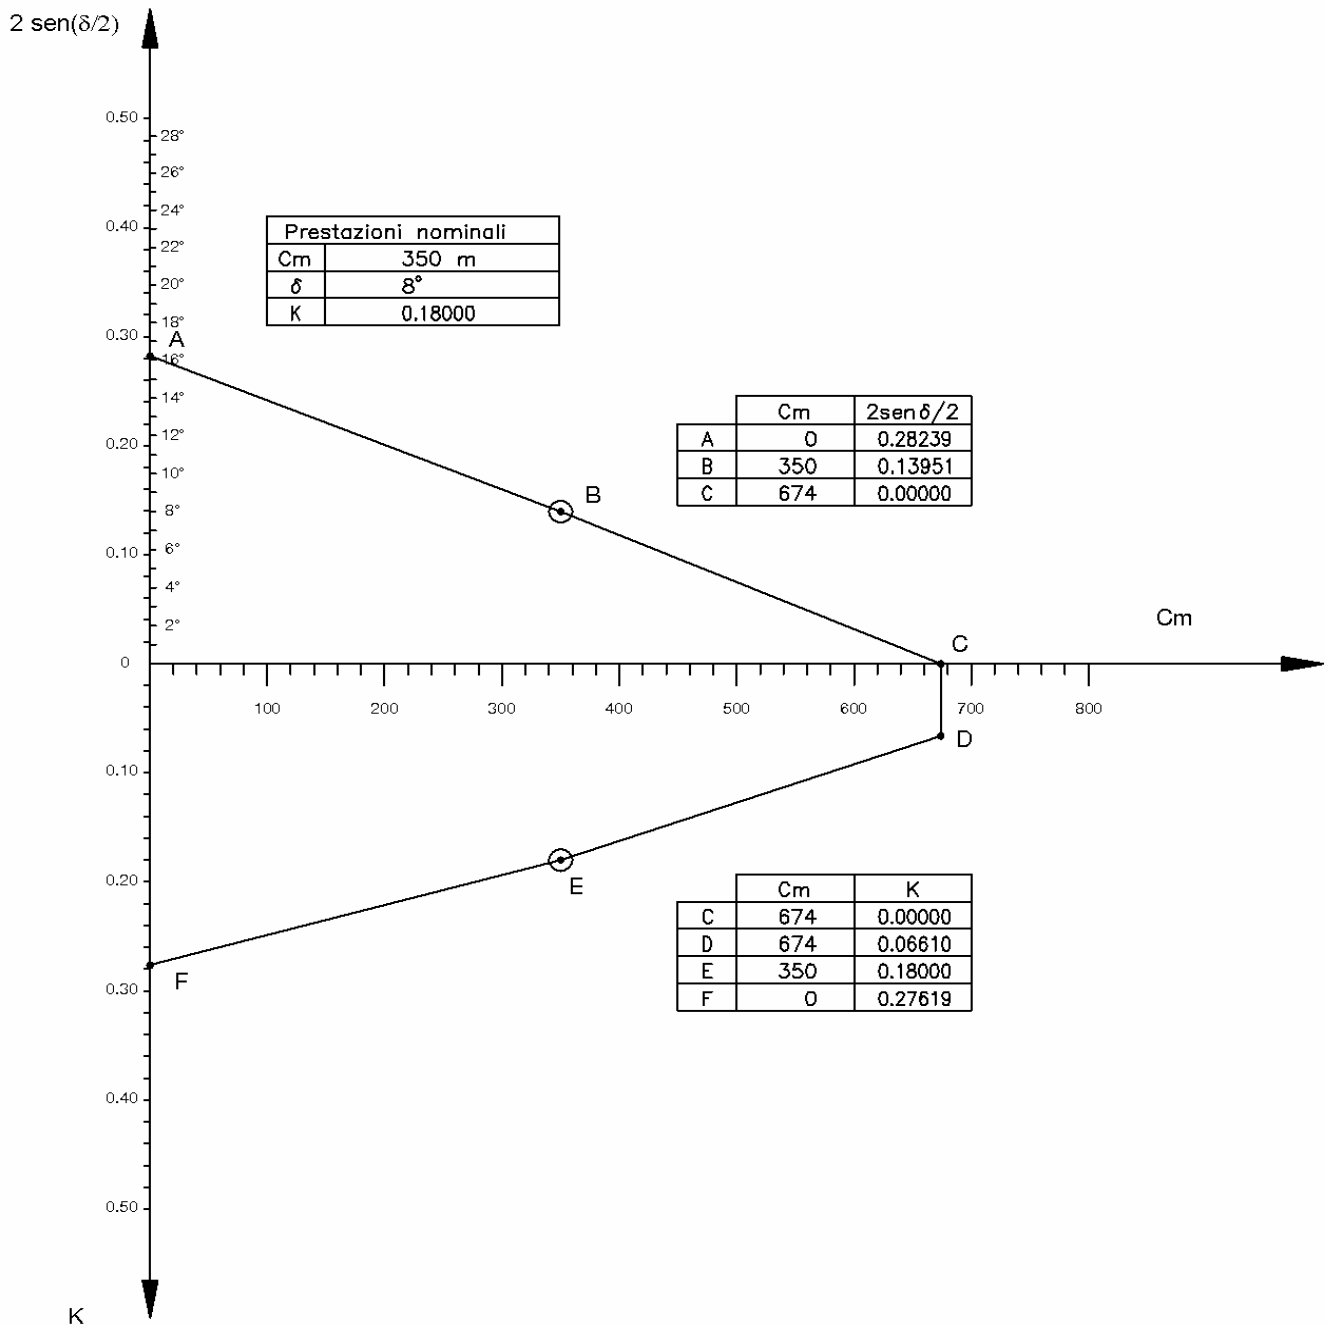 2 sen(δ/2)
0.50
28°
26°
24°
0.40
22°
20°
18°
0.30
16°
14°
12°
0.20
10°
8°
6°
0.10
4°
2°
0
Prestazioni nominali
Cm 350 m
δ 8°
K 0.18000
A
B
Cm 2senδ/2
A 0 0.28239
B 350 0.13951
C 674 0.00000
Cm
C
100 200 300 400 500 600 700 800
D
0.10
0.20
E
F
0.30
Cm K
C 674 0.00000
D 674 0.06610
E 350 0.18000
F 0 0.27619
0.40
0.50
K